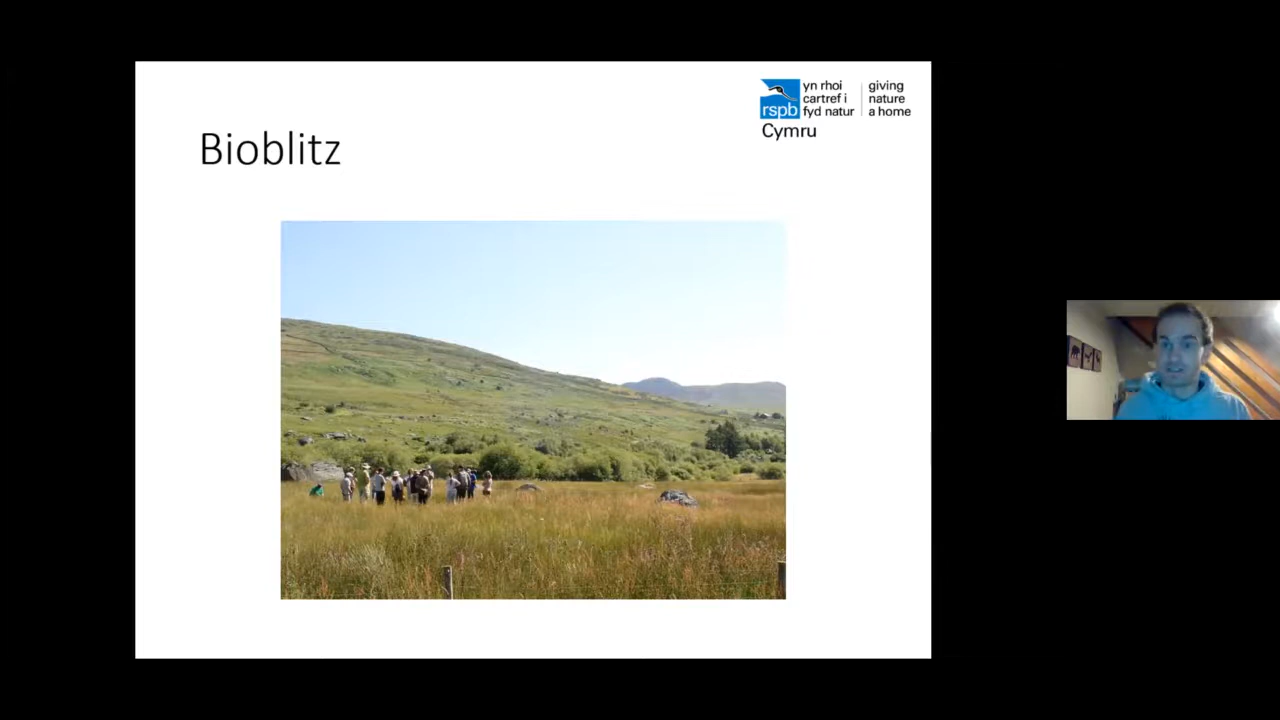 Bioblitz
rspb
yn rhoi
cartref i
fyd natur
giving
nature
a home
Cymru